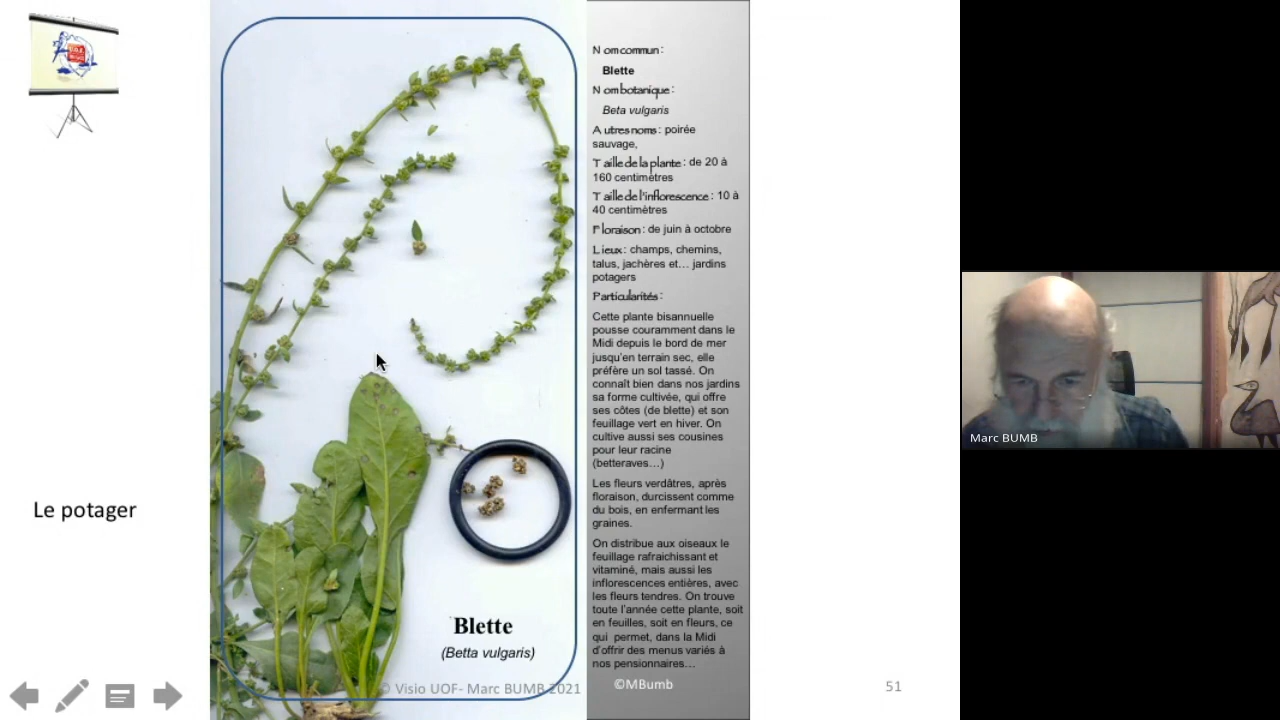 Le potager
Blette
(Betta vulgaris)
© Visio UOF- Marc BUMB 2021
Nom commun :
Blette
Nom botanique :
Beta vulgaris
Autres noms : poirée
sauvage,
Taille de la plante : de 20 à
160 centimètres
Taille de l'inflorescence : 10 à
40 centimètres
Floraison : de juin à octobre
Lieux : champs, chemins,
talus, jachères et... jardins
potagers
Particularités :
Cette plante bisannuelle
pousse couramment dans le
Midi depuis le bord de mer
jusqu'en terrain sec, elle
préfère un sol tassé. On
connaît bien dans nos jardins
sa forme cultivée, qui offre
ses côtes (de blette) et son
feuillage vert en hiver. On
cultive aussi ses cousines
pour leur racine
(betteraves...)
Les fleurs verdâtres, après
floraison, durcissent comme
du bois, en enfermant les
graines.
On distribue aux oiseaux le
feuillage rafraichissant et
vitaminé, mais aussi les
inflorescences entières, avec
les fleurs tendres. On trouve
toute l'année cette plante, soit
en feuilles, soit en fleurs, ce
qui permet, dans la Midi
d'offrir des menus variés à
nos pensionnaires...
©MBumb
51
Marc BUMB